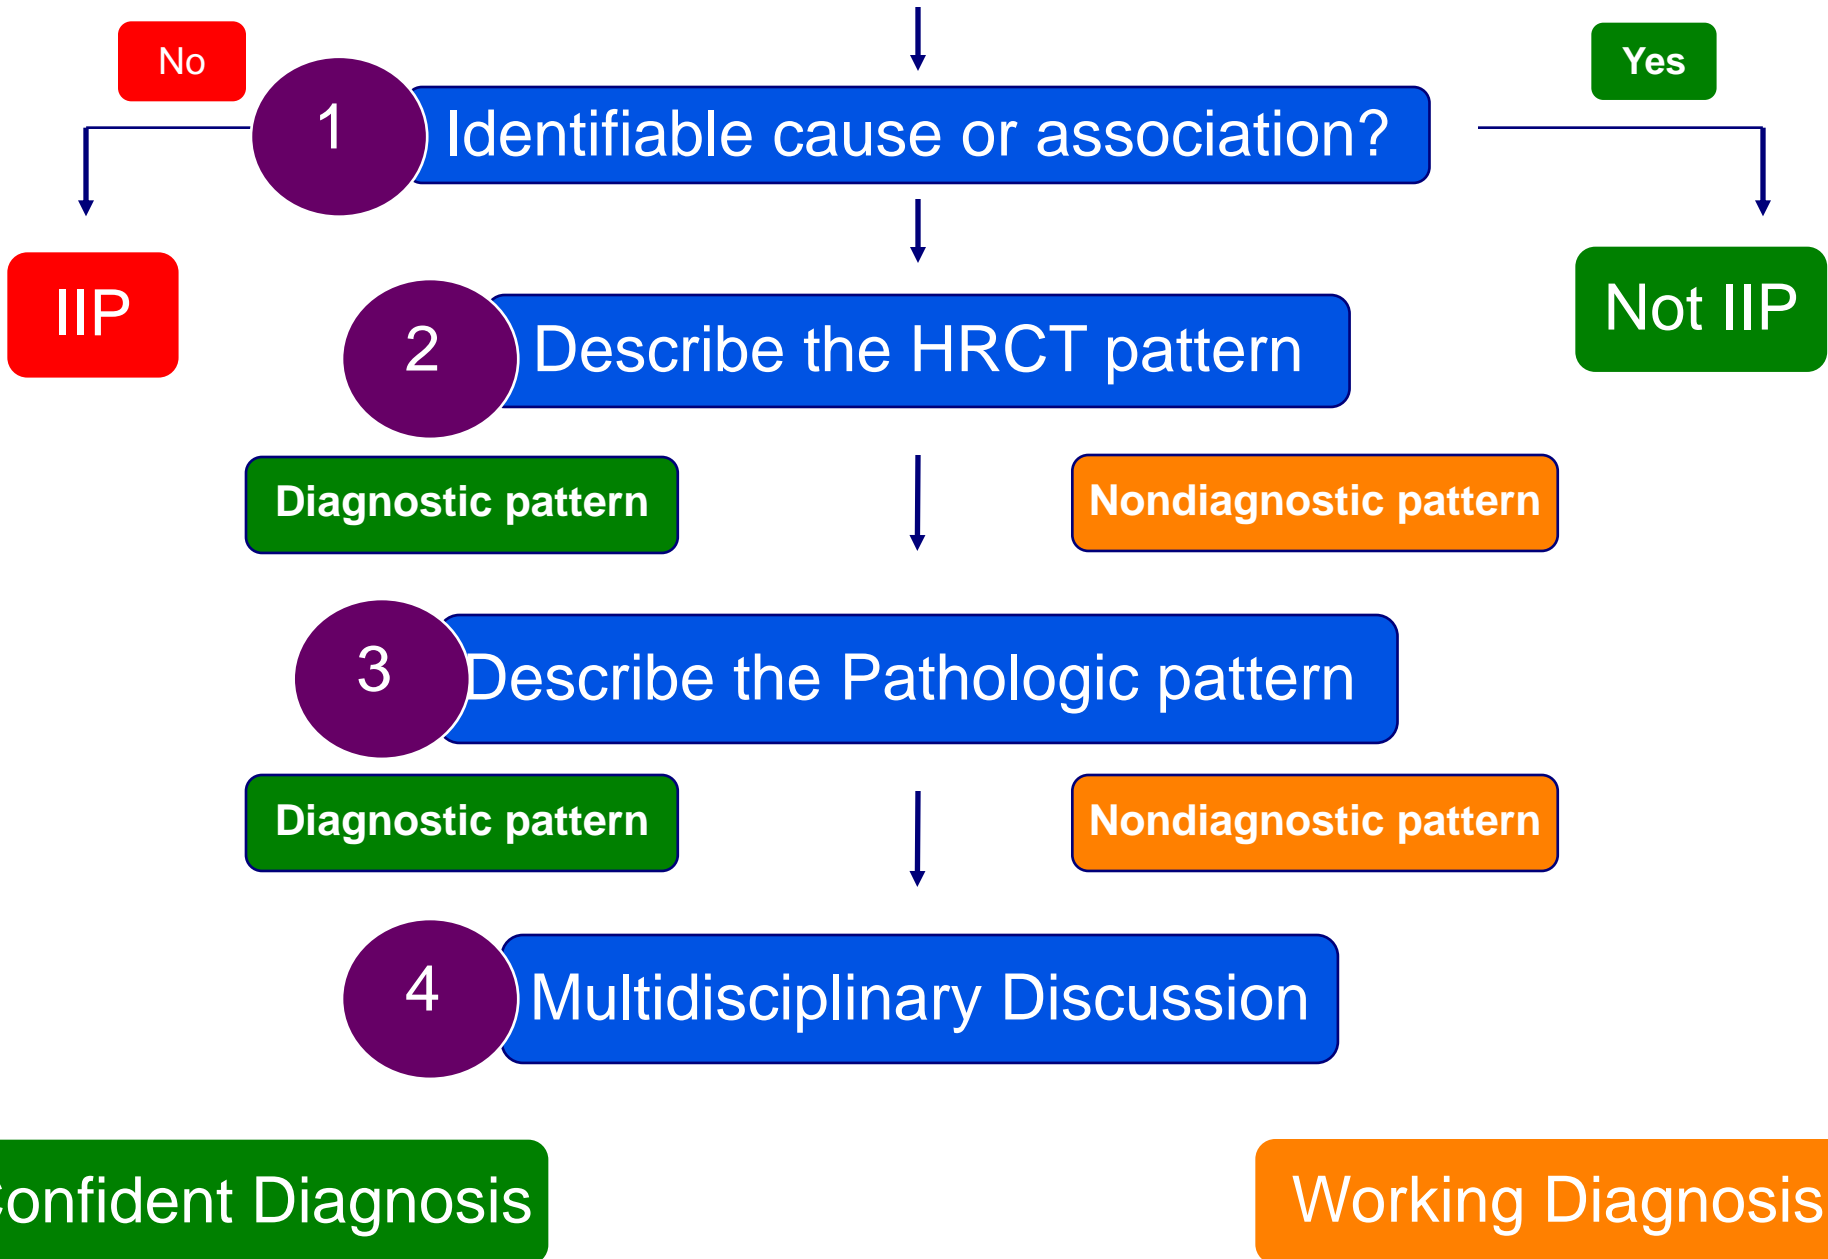 No
Yes
1
Identifiable cause or association?
IIP
Not IIP
2
Describe the HRCT pattern
Diagnostic pattern
Nondiagnostic pattern
3
Describe the Pathologic pattern
Diagnostic pattern
Nondiagnostic pattern
4
Multidisciplinary Discussion
Confident Diagnosis
Working Diagnosis